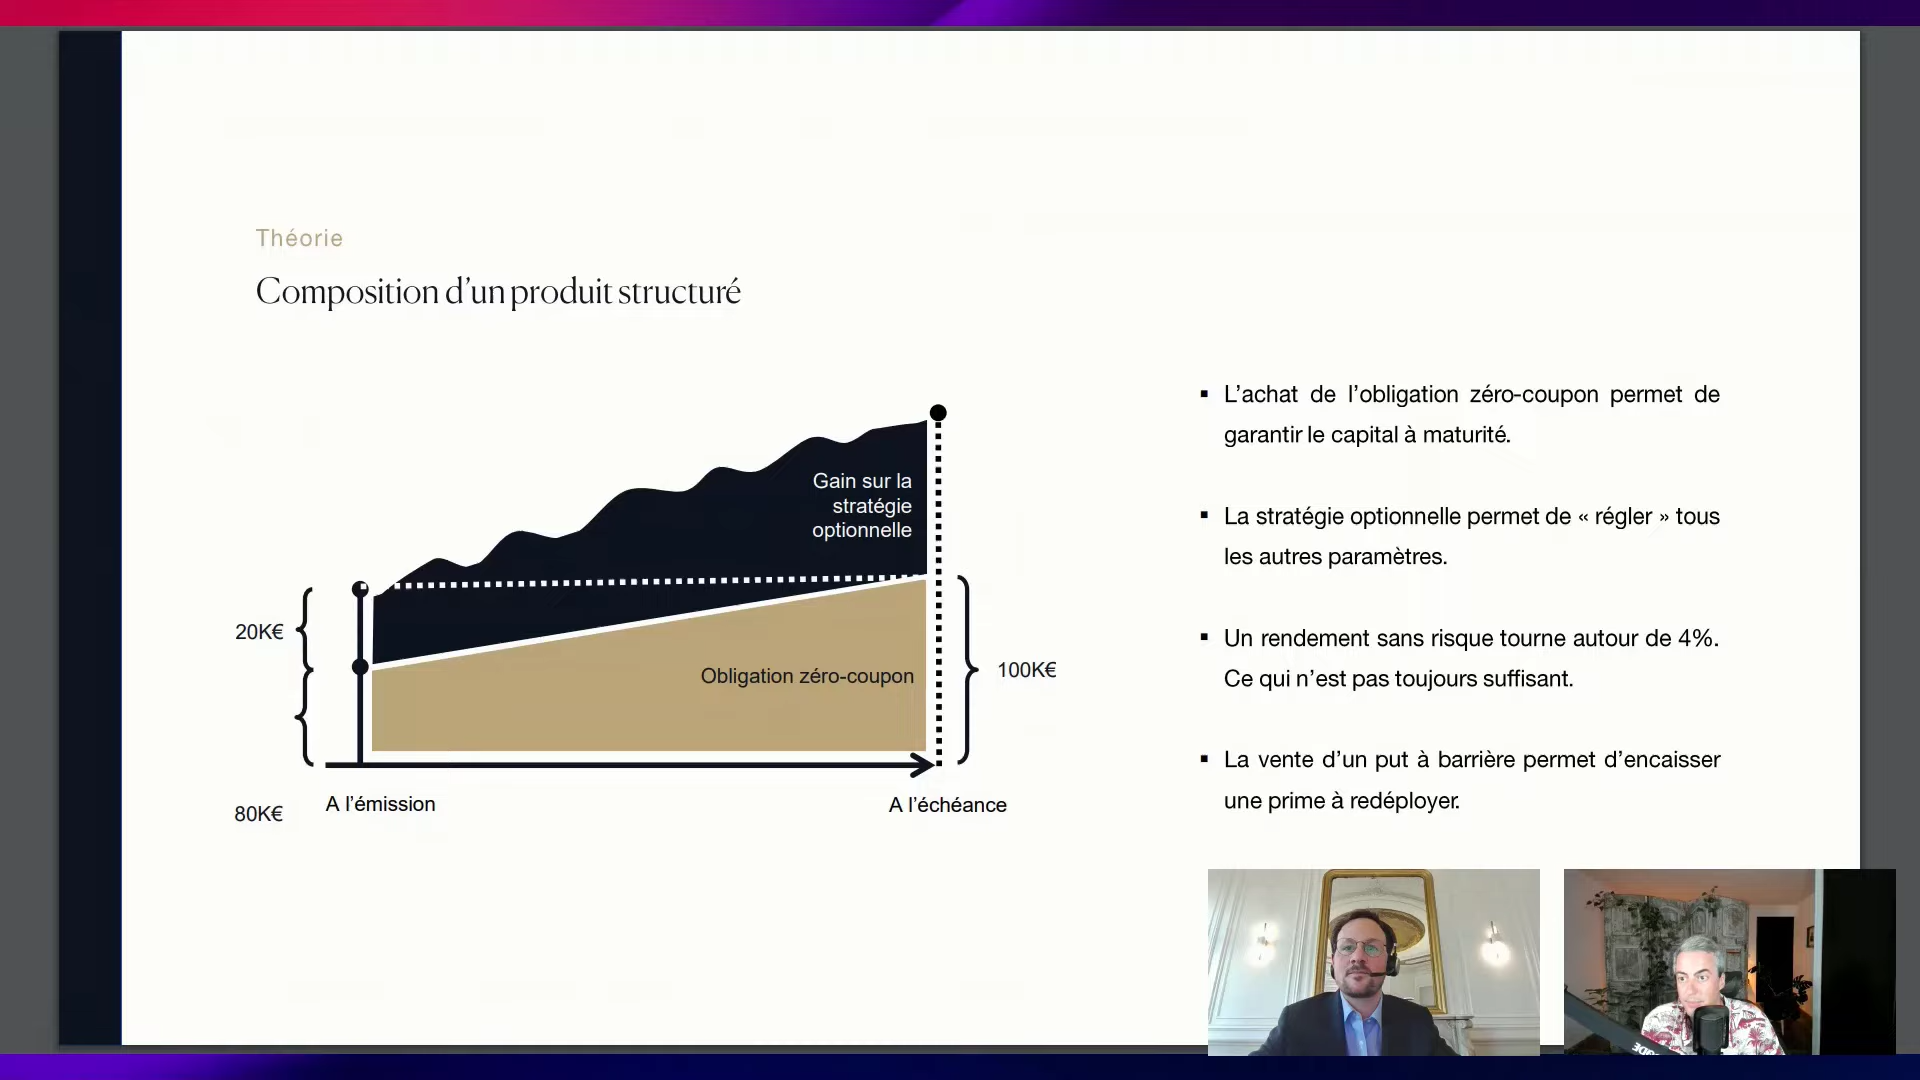 Théorie
Composition d’un produit structuré
Gain sur la
stratégie
optionnelle
20K€
Obligation zéro-coupon
100K€
80K€
A l’émission
A l’échéance
▪ L’achat de l’obligation zéro-coupon permet de
garantir le capital à maturité.
▪ La stratégie optionnelle permet de « régler » tous
les autres paramètres.
▪ Un rendement sans risque tourne autour de 4%.
Ce qui n’est pas toujours suffisant.
▪ La vente d’un put à barrière permet d’encaisser
une prime à redéployer.